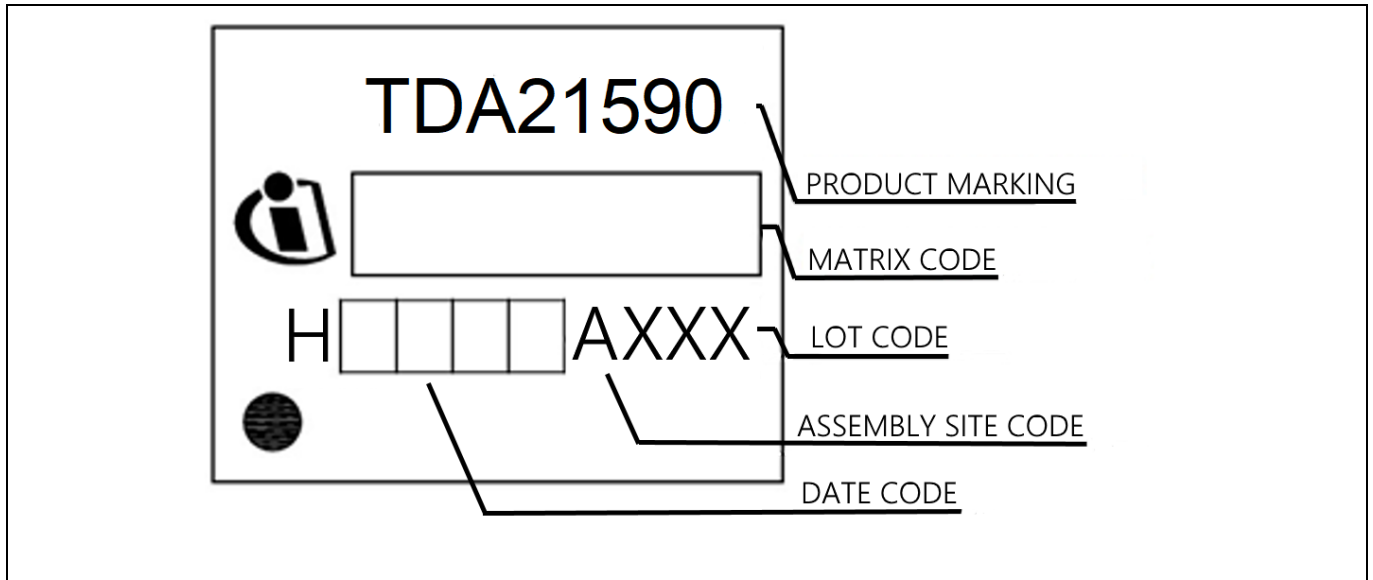 TDA21590
PRODUCT MARKING
MATRIX CODE
H AXXX
LOT CODE
ASSEMBLY SITE CODE
DATE CODE